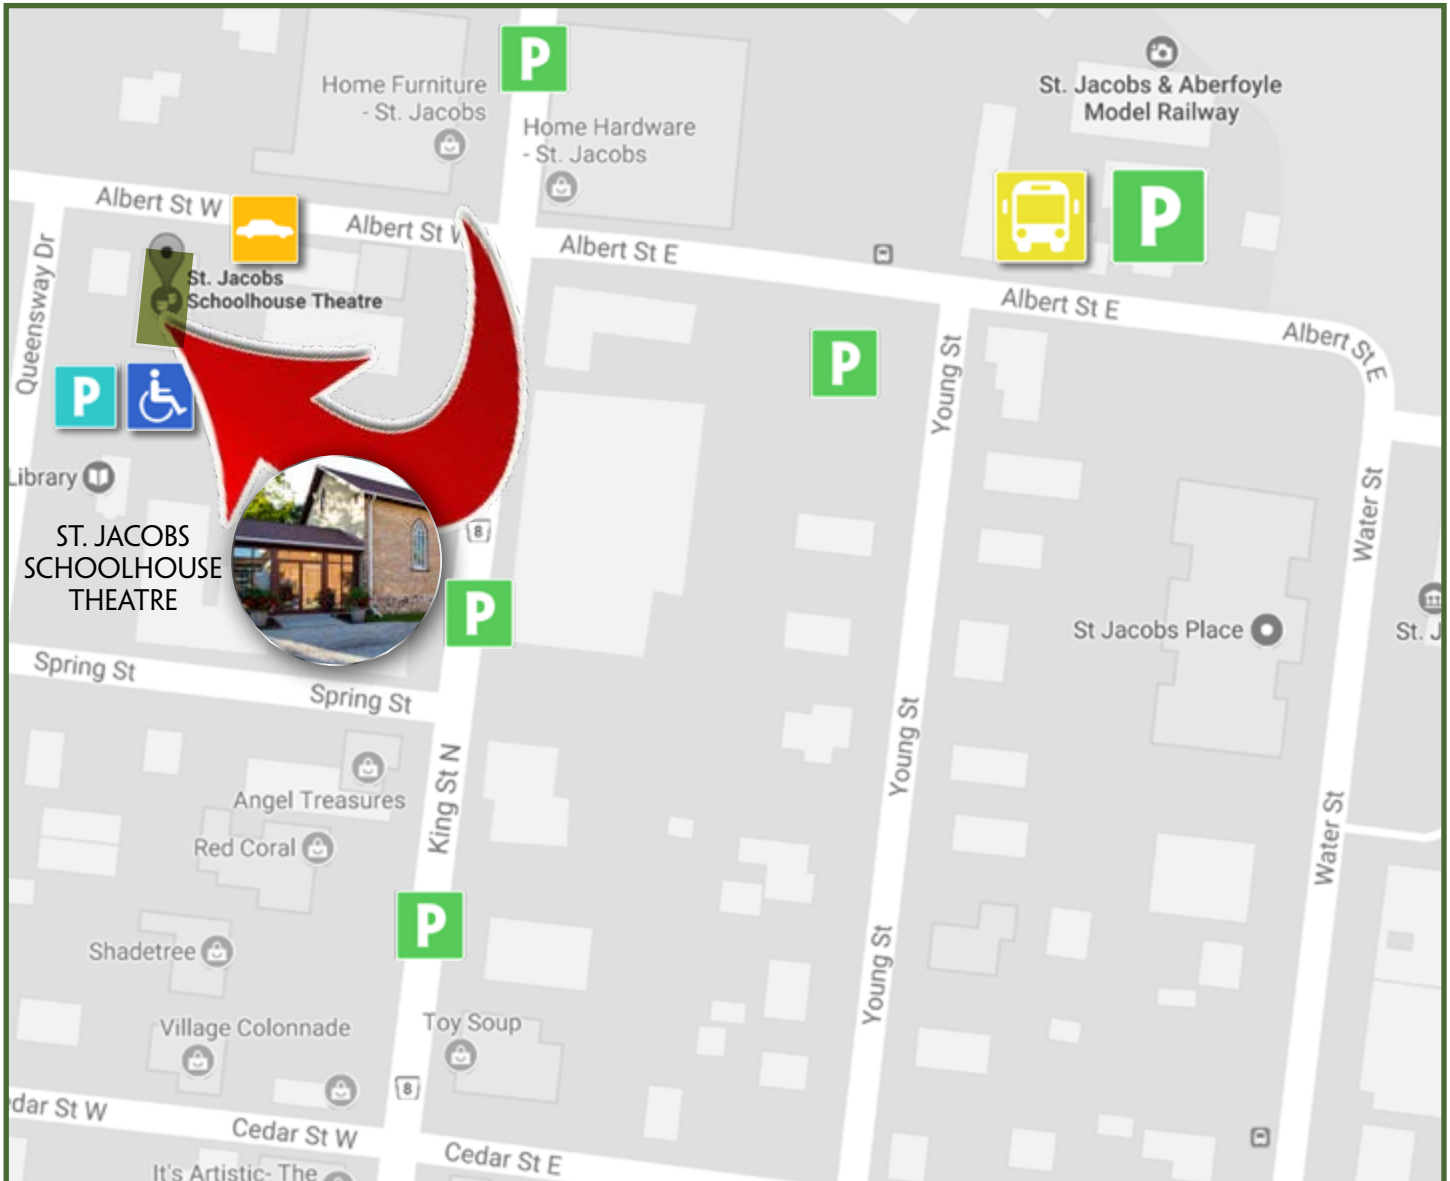 P
St. Jacobs & Aberfoyle
Model Railway
Home Furniture
- St. Jacobs
Home Hardware
- St. Jacobs
P
Albert St W
Albert St W
Albert St E
Albert St E
Albert St E
Queensway Dr
St. Jacobs
Schoolhouse Theatre
P
P
Young St
Library
8
Water St
ST. JACOBS
SCHOOLHOUSE
THEATRE
P
St Jacobs Place
St. J
Spring St
Spring St
King St N
Young St
Angel Treasures
Red Coral
Water St
P
Shadetree
Young St
Village Colonnade
Toy Soup
8
edar St W
Cedar St W
Cedar St E
It's Artistic- The